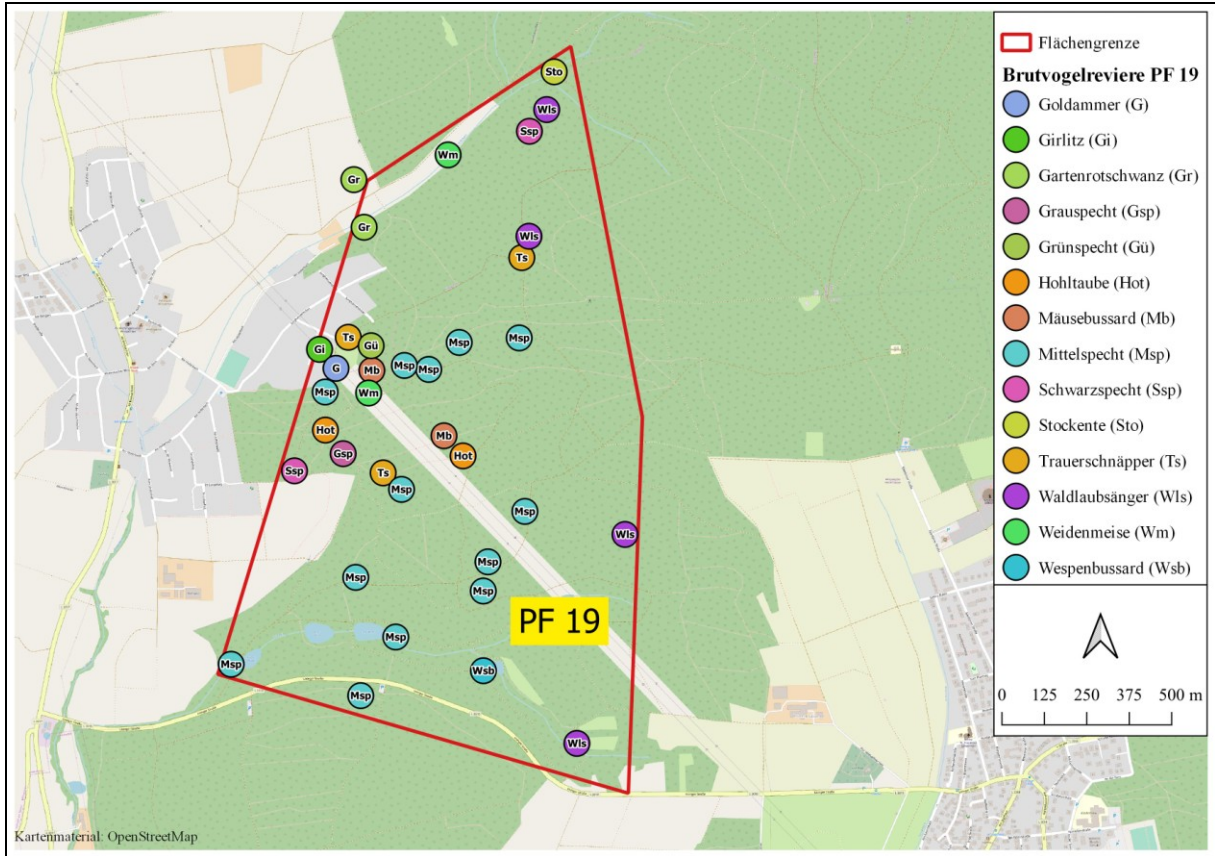 Flächengrenze
Brutvogelreviere PF 19
Goldammer (G)
Girlitz (Gi)
Gartenrotschwanz (Gr)
Grauspecht (Gsp)
Grünspecht (Gü)
Hohltaube (Hot)
Mäusebussard (Mb)
Mittelspecht (Msp)
Schwarzspecht (Ssp)
Stockente (Sto)
Trauerschnäpper (Ts)
Waldlaubsänger (Wls)
Weidenmeise (Wm)
Wespenbussard (Wsb)
0 125 250 375 500 m
Sto
Wls
Ssp
Wm
Gr
Gr
Wls
Ts
Ts
Gi
Gü
Msp
Msp
G
Mb
Msp
Msp
Msp
Wm
Hot
Mb
Gsp
Hot
Ssp
Ts
Msp
Msp
Wls
Msp
Msp
Msp
PF 19
Msp
Msp
Wsb
Msp
Wls
Kartenmaterial: OpenStreetMap